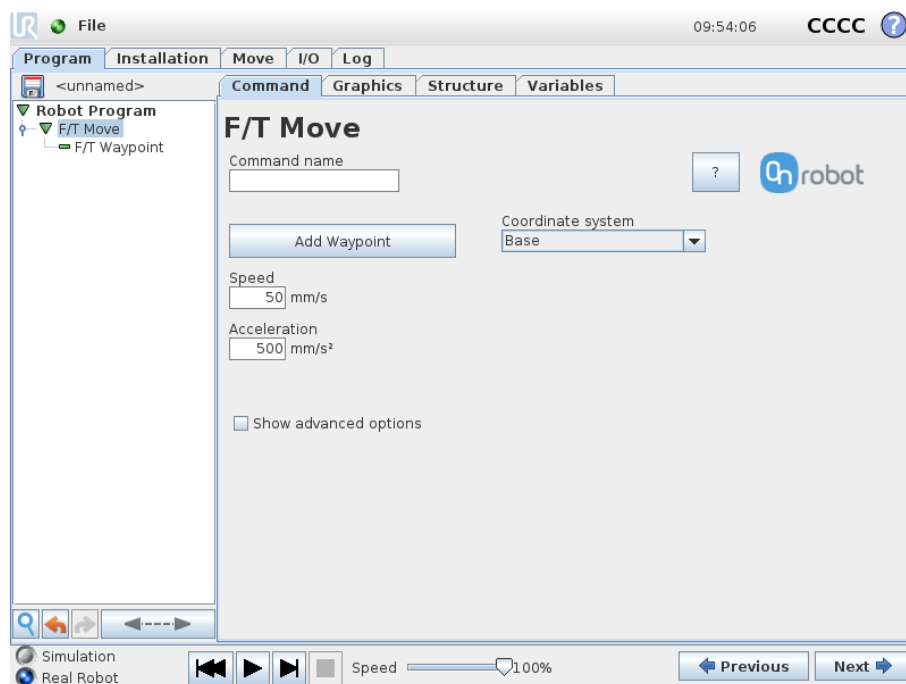 UR File 09:54:06 CCCC ?
Program Installation Move I/O Log
<unnamed> Command Graphics Structure Variables
Robot Program
F/T Move
F/T Waypoint
F/T Move
Command name
? On robot
Coordinate system
Add Waypoint Base
Speed
50 mm/s
Acceleration
500 mm/s²
Show advanced options
Simulation
Real Robot
Speed 100% Previous Next